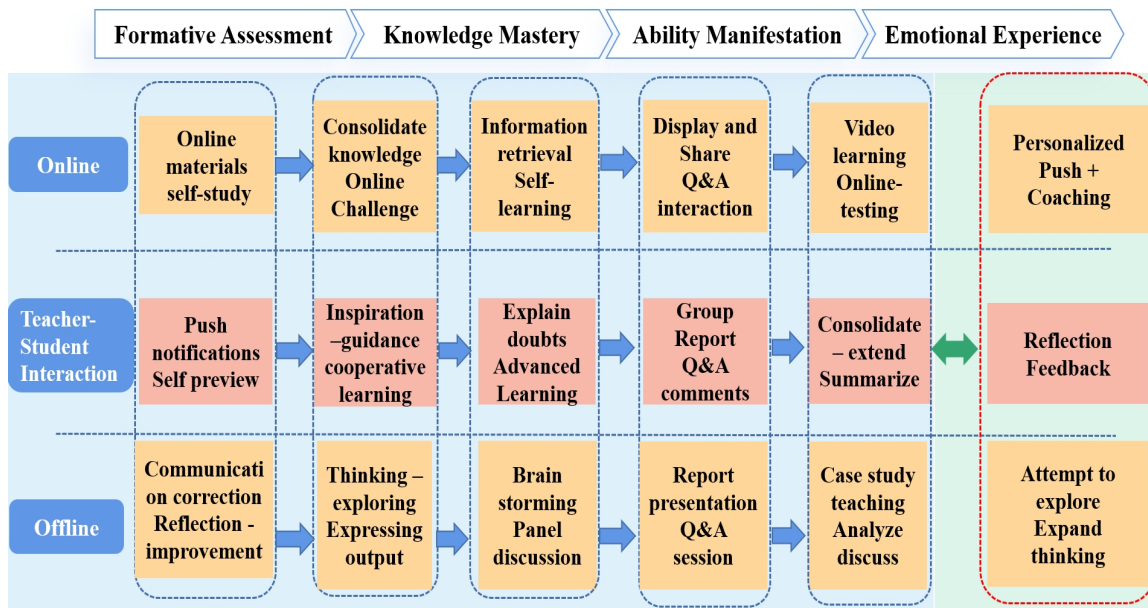 Formative Assessment
Knowledge Mastery
Ability Manifestation
Emotional Experience
Online
Online
materials
self-study
Consolidate
knowledge
Online
Challenge
Information
retrieval
Self-
learning
Display and
Share
Q&A
interaction
Video
learning
Online-
testing
Personalized
Push +
Coaching
Teacher-
Student
Interaction
Push
notifications
Self preview
Inspiration
–guidance
cooperative
learning
Explain
doubts
Advanced
Learning
Group
Report
Q&A
comments
Consolidate
– extend
Summarize
Reflection
Feedback
Offline
Communicati
on correction
Reflection -
improvement
Thinking –
exploring
Expressing
output
Brain
storming
Panel
discussion
Report
presentation
Q&A
session
Case study
teaching
Analyze
discuss
Attempt to
explore
Expand
thinking